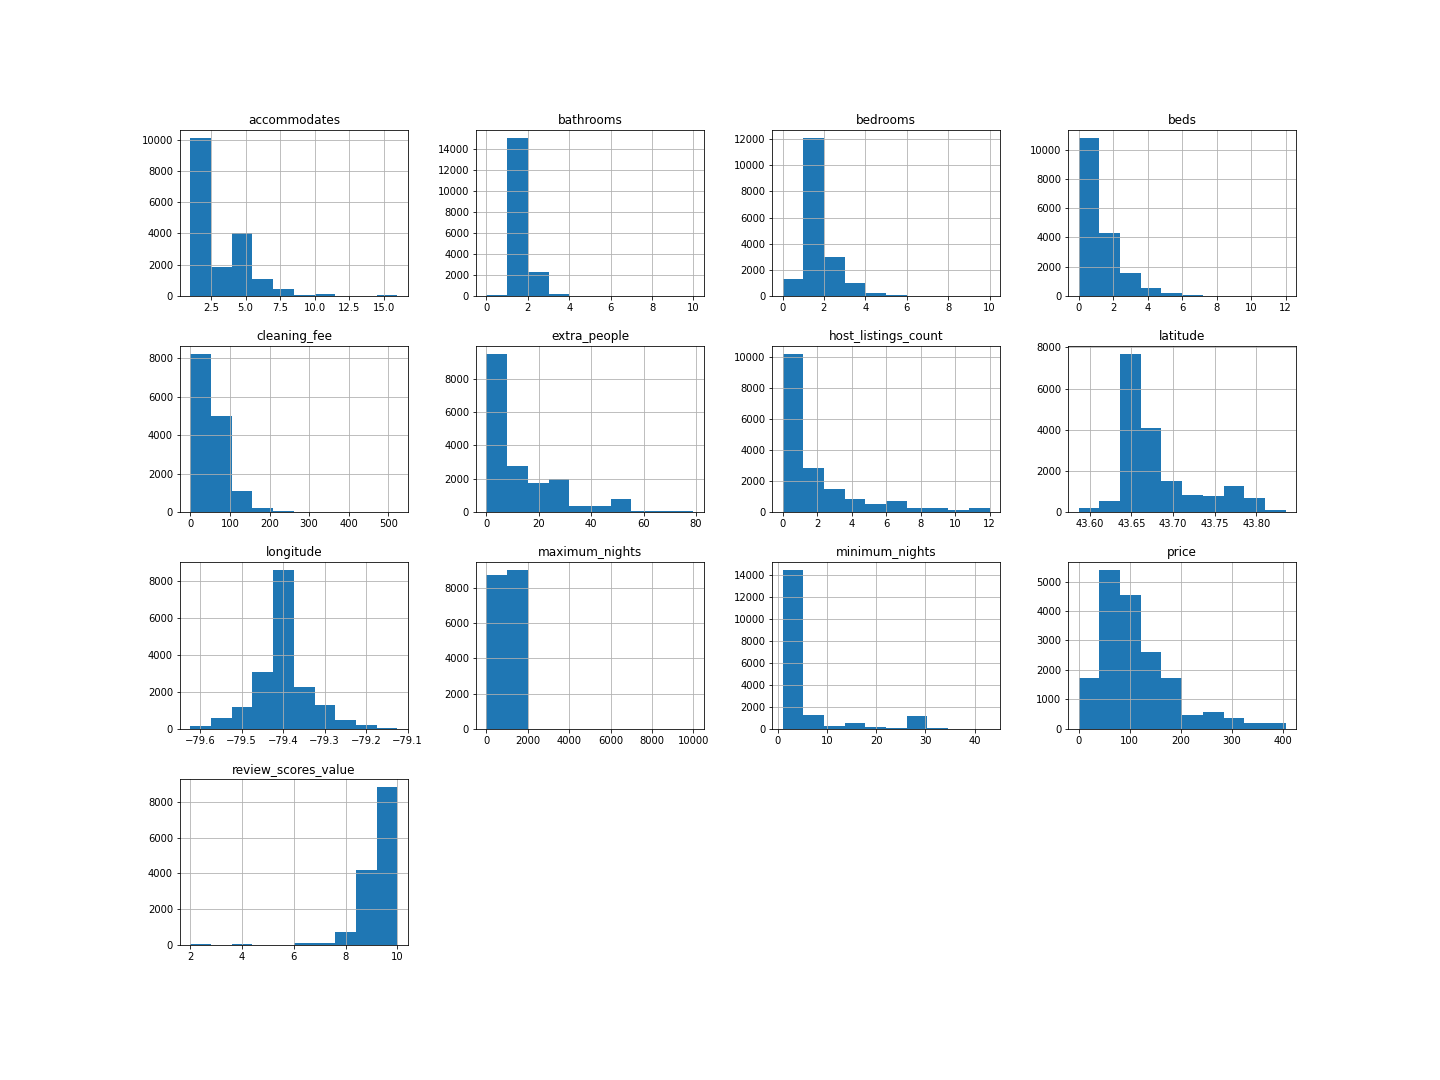 accommodates
10000
8000
6000
4000
2000
0
2.5 5.0 7.5 10.0 12.5 15.0
bathrooms
14000
12000
10000
8000
6000
4000
2000
0
0 2 4 6 8 10
bedrooms
12000
10000
8000
6000
4000
2000
0
0 2 4 6 8 10
beds
10000
8000
6000
4000
2000
0
0 2 4 6 8 10 12
cleaning_fee
8000
6000
4000
2000
0
0 100 200 300 400 500
extra_people
8000
6000
4000
2000
0
0 20 40 60 80
host_listings_count
10000
8000
6000
4000
2000
0
0 2 4 6 8 10 12
latitude
8000
6000
4000
2000
0
43.60 43.65 43.70 43.75 43.80
longitude
8000
6000
4000
2000
0
−79.6 −79.5 −79.4 −79.3 −79.2 −79.1
maximum_nights
8000
6000
4000
2000
0
0 2000 4000 6000 8000 10000
minimum_nights
14000
12000
10000
8000
6000
4000
2000
0
0 10 20 30 40
price
5000
4000
3000
2000
1000
0
0 100 200 300 400
review_scores_value
8000
6000
4000
2000
0
2 4 6 8 10